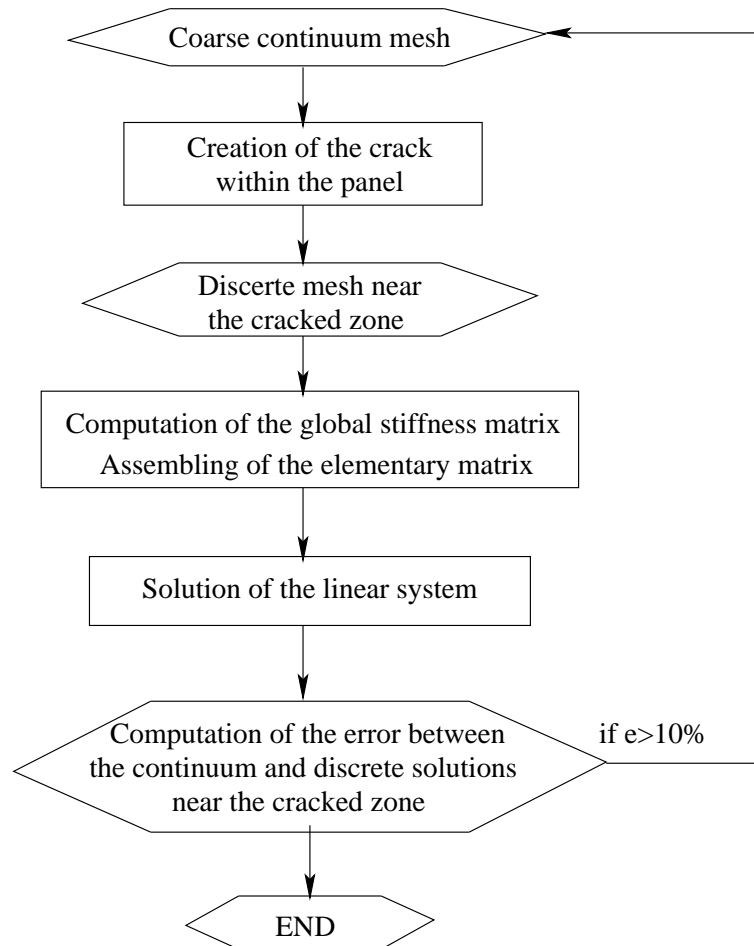 Coarse continuum mesh
Creation of the crack
within the panel
Discerte mesh near
the cracked zone
Computation of the global stiffness matrix
Assembling of the elementary matrix
Solution of the linear system
Computation of the error between
the continuum and discrete solutions
near the cracked zone
if e>10%
END